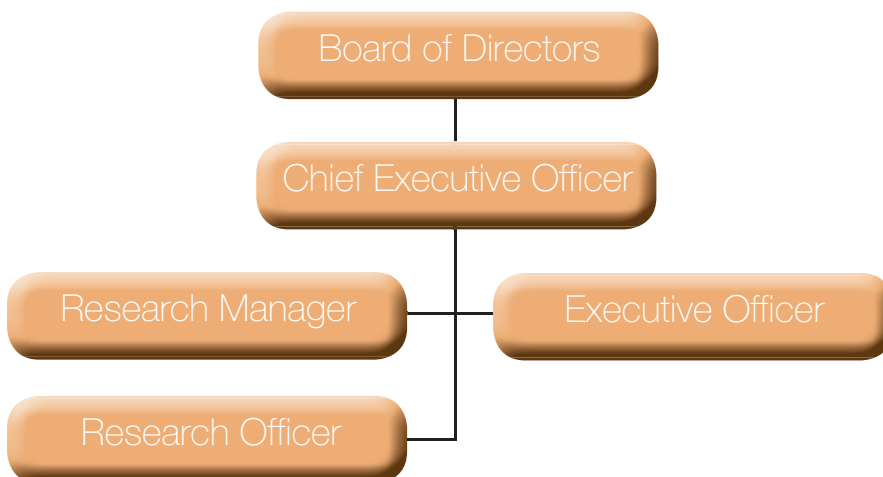 Board of Directors
Chief Executive Officer
Research Manager
Executive Officer
Research Officer